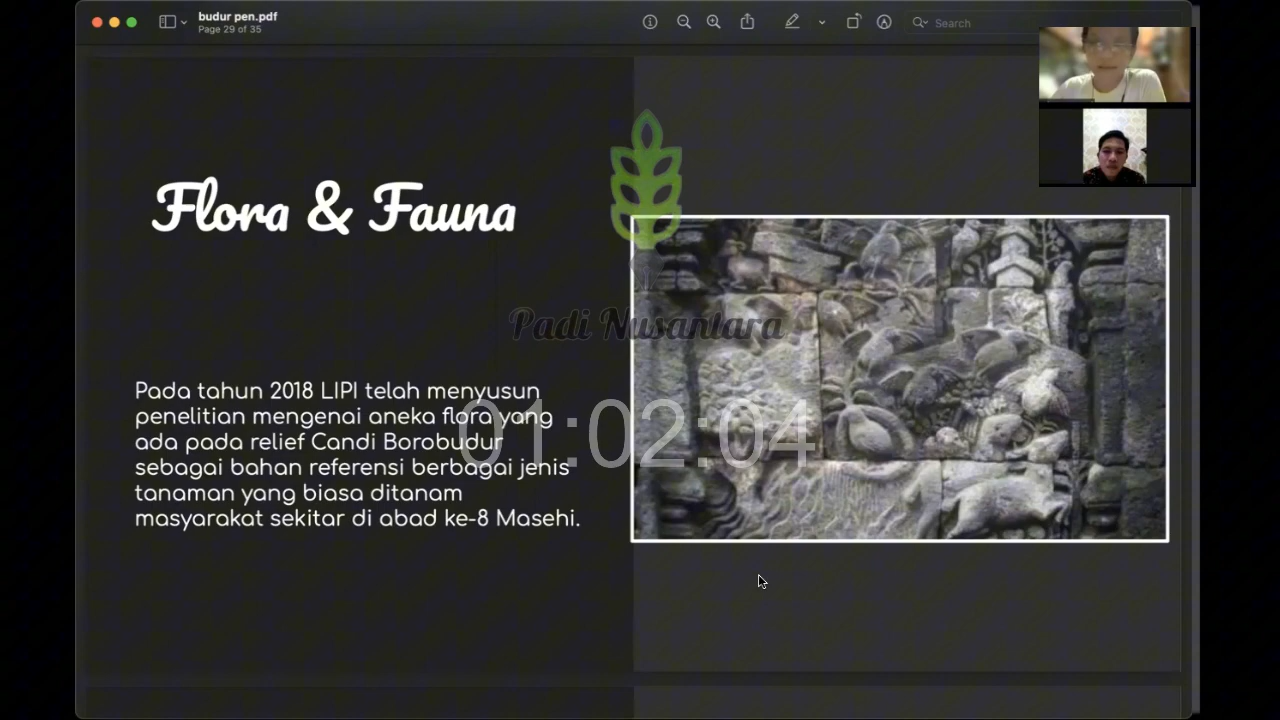 budur pen.pdf
Page 29 of 35
Search
Flora & Fauna
Padi Nusantara
Pada tahun 2018 LIPI telah menyusun
penelitian mengenai aneka flora yang
ada pada relief Candi Borobudur
sebagai bahan referensi berbagai jenis
tanaman yang biasa ditanam
masyarakat sekitar di abad ke-8 Masehi.
01:02:04